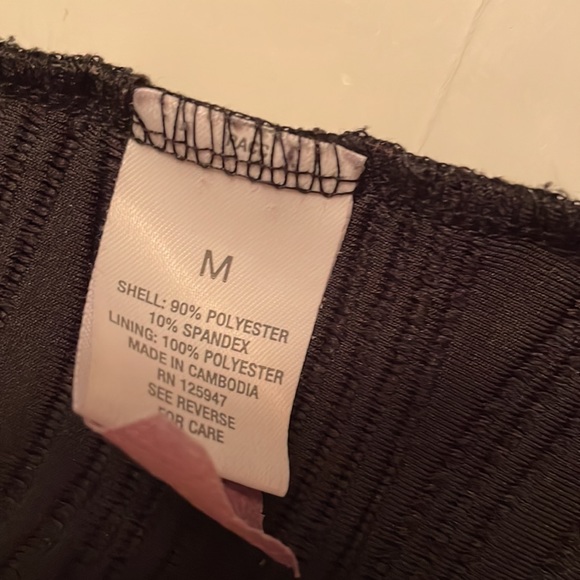 M
SHELL: 90% POLYESTER
10% SPANDEX
LINING: 100% POLYESTER
MADE IN CAMBODIA
RN 125947
SEE REVERSE
FOR CARE